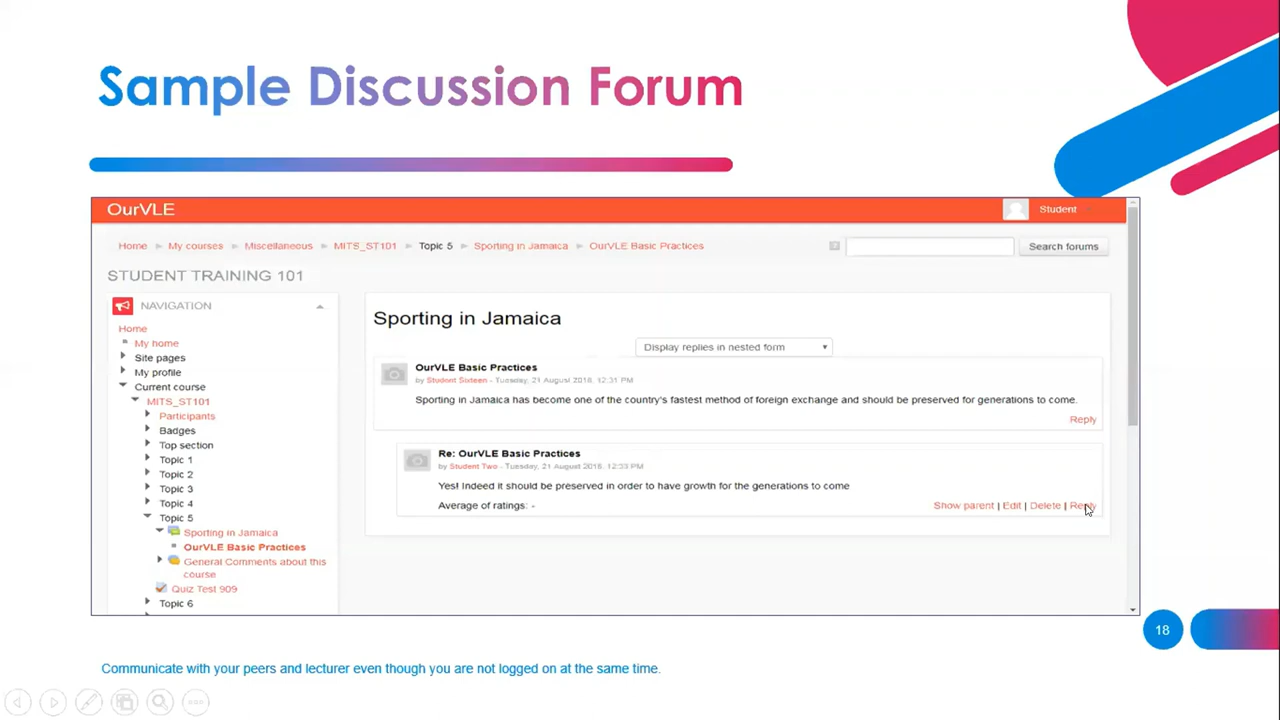 Sample Discussion Forum
OurVLE
Student
Home My courses Miscellaneous MITS_ST101 Topic 5 Sporting in Jamaica OurVLE Basic Practices
Search forums
STUDENT TRAINING 101
NAVIGATION
Home
My home
Site pages
My profile
Current course
MITS_ST101
Participants
Badges
Top section
Topic 1
Topic 2
Topic 3
Topic 4
Topic 5
Sporting in Jamaica
OurVLE Basic Practices
General Comments about this
course
Quiz Test 909
Topic 6
Sporting in Jamaica
Display replies in nested form
OurVLE Basic Practices
by Student Sixteen - Tuesday, 21 August 2018, 12:31 PM
Sporting in Jamaica has become one of the country's fastest method of foreign exchange and should be preserved for generations to come.
Reply
Re: OurVLE Basic Practices
by Student Two - Tuesday, 21 August 2018, 12:33 PM
Yes! Indeed it should be preserved in order to have growth for the generations to come
Average of ratings: -
Show parent | Edit | Delete | Reply
18
Communicate with your peers and lecturer even though you are not logged on at the same time.